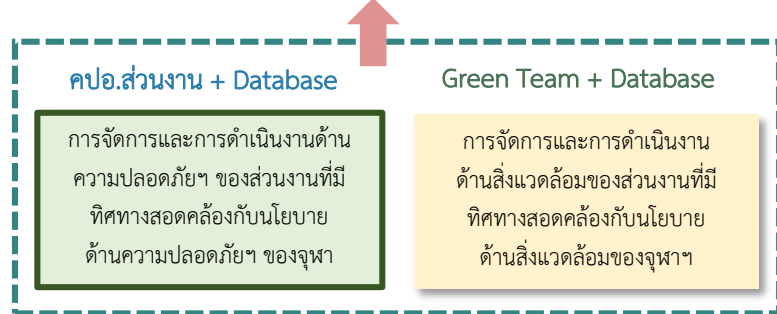 คปอ.ส่วนงาน + Database
การจัดการและการดำเนินงานด้าน
ความปลอดภัยฯ ของส่วนงานที่มี
ทิศทางสอดคล้องกับนโยบาย
ด้านความปลอดภัยฯ ของจุฬา
Green Team + Database
การจัดการและการดำเนินงาน
ด้านสิ่งแวดล้อมของส่วนงานที่มี
ทิศทางสอดคล้องกับนโยบาย
ด้านสิ่งแวดล้อมของจุฬาฯ